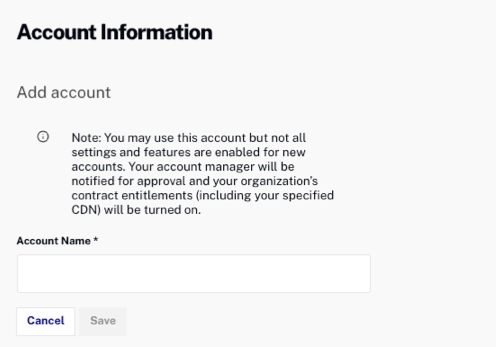 Account Information
Add account
Note: You may use this account but not all
settings and features are enabled for new
accounts. Your account manager will be
notified for approval and your organization's
contract entitlements (including your specified
CDN) will be turned on.
Account Name *
Cancel Save